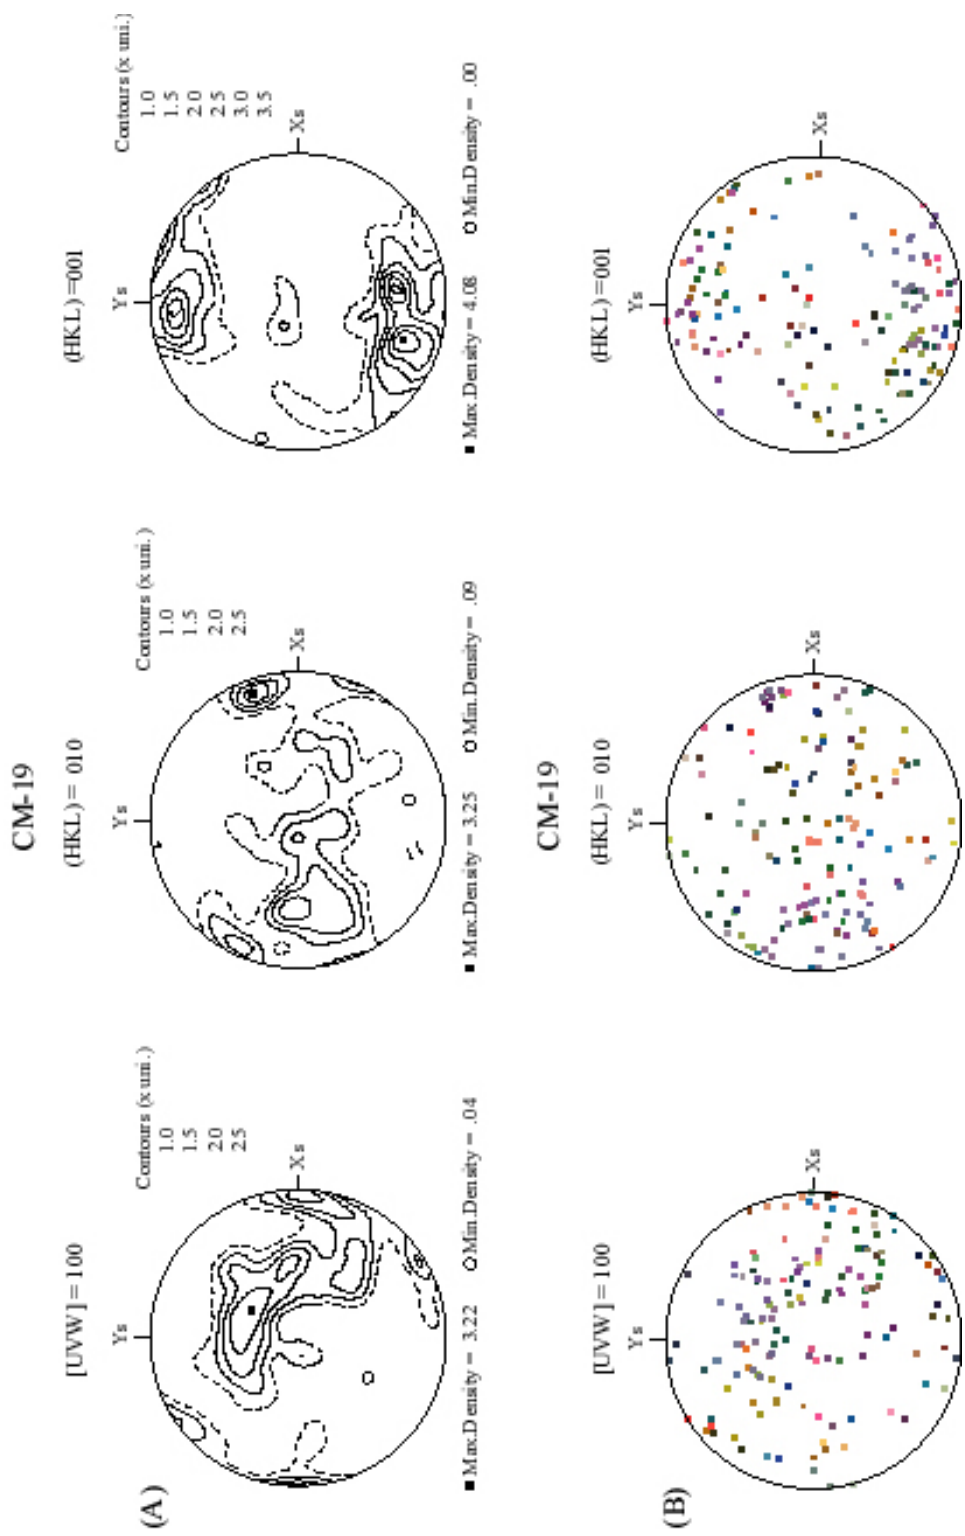 CM-19
(A)
[UVW] = 100
Ys
Xs
Contours (x uni.)
1.0
1.5
2.0
2.5
■ Max.Density = 3.22 O Min.Density = .04
(HKL) = 010
Ys
Xs
Contours (x uni.)
1.0
1.5
2.0
2.5
■ Max.Density = 3.25 O Min.Density = .09
(HKL) =001
Ys
Xs
Contours (x uni.)
1.0
1.5
2.0
2.5
3.0
3.5
■ Max.Density = 4.08 O Min.Density = .00
CM-19
(B)
[UVW] = 100
Ys
Xs
(HKL) = 010
Ys
Xs
(HKL) =001
Ys
Xs